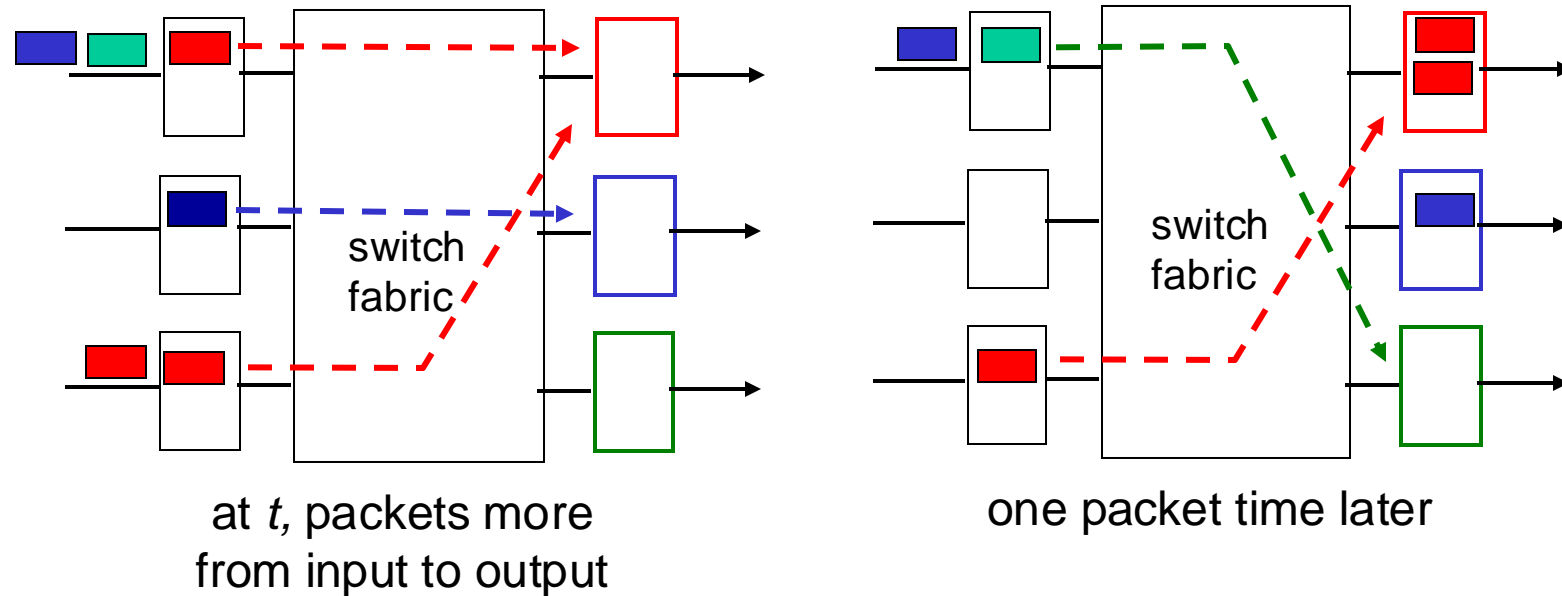 switch
fabric
at t, packets more
from input to output
switch
fabric
one packet time later